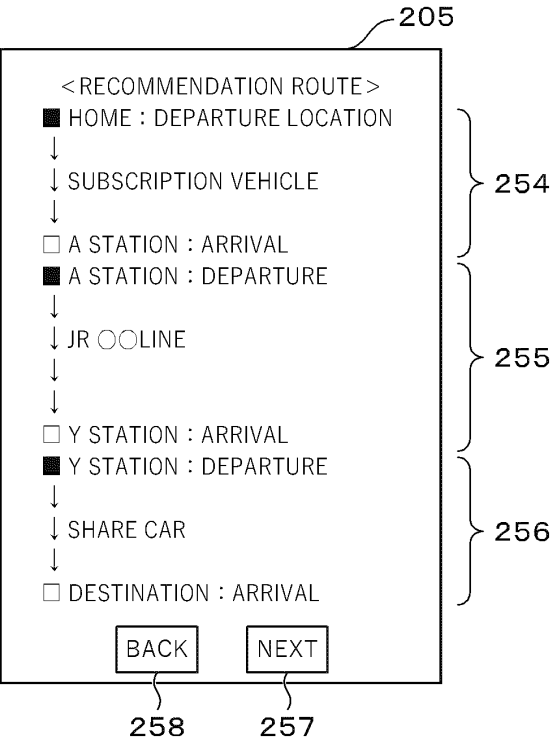 205
<RECOMMENDATION ROUTE>
■ HOME : DEPARTURE LOCATION
↓
↓ SUBSCRIPTION VEHICLE
↓
□ A STATION : ARRIVAL
254
■ A STATION : DEPARTURE
↓
↓ JR ○○LINE
↓
↓
□ Y STATION : ARRIVAL
255
■ Y STATION : DEPARTURE
↓
↓ SHARE CAR
↓
□ DESTINATION : ARRIVAL
256
BACK NEXT
258 257